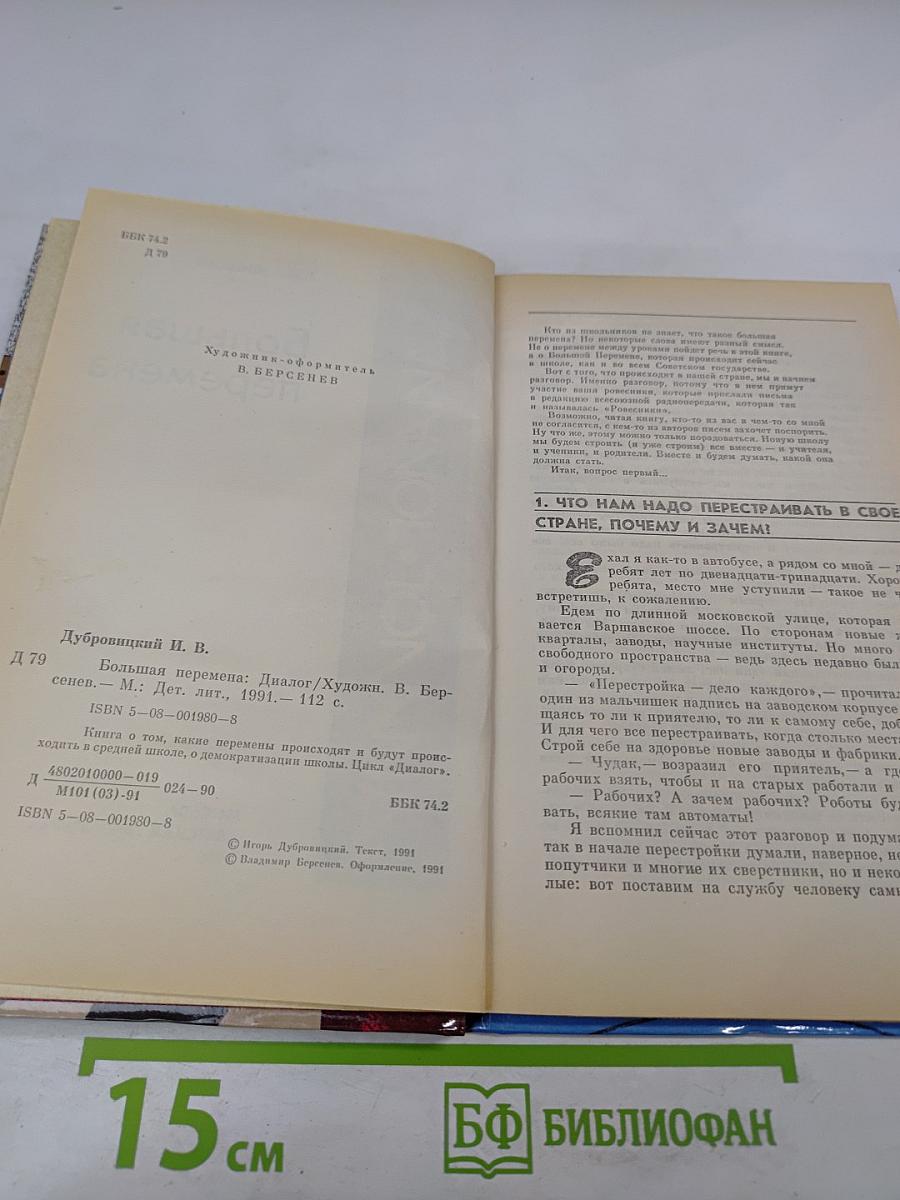 ББК 74.2
Д 79
Художник-оформитель
В. БЕРСЕНЕВ
Дубровицкий И. В.
Д 79
Большая перемена: Диалог/Художн. В. Бер-
сенев.— М.: Дет. лит., 1991.— 112 с.
ISBN 5—08—001980—8
Книга о том, какие перемены происходят и будут проис-
ходить в средней школе, о демократизации школы. Цикл «Диалог».
Д 4802010000—019 024—90
М101(03)-91
ББК 74.2
ISBN 5—08—001980—8
© Игорь Дубровицкий. Текст, 1991
© Владимир Берсенев. Оформление, 1991
Кто из школьников не знает, что такое большая
перемена? Но некоторые слова имеют разный смысл.
Не о перемене между уроками пойдет речь в этой книге,
а о Большой Перемене, которая происходит сейчас
в школе, как и во всем Советском государстве.
Вот с того, что происходит в нашей стране, мы и начнем
разговор. Именно разговор, потому что в нем примут
участие ваши ровесники, которые прислали письма
в редакцию всесоюзной радиопередачи, которая так
и называлась «Ровесники».
Возможно, читая книгу, кто-то из вас в чем-то со мной
не согласится, с кем-то из авторов писем захочет поспорить.
Ну что же, этому можно только порадоваться. Новую школу
мы будем строить (и уже строим) все вместе — и учителя,
и ученики, и родители. Вместе и будем думать, какой она
должна стать.
Итак, вопрос первый...
1. ЧТО НАМ НАДО ПЕРЕСТРАИВАТЬ В СВОЕ
СТРАНЕ, ПОЧЕМУ И ЗАЧЕМ?
Ехал я как-то в автобусе, а рядом со мной — д
ребят лет по двенадцати-тринадцати. Хоро
ребята, место мне уступили — такое не ч
встретишь, к сожалению.
Едем по длинной московской улице, которая
вается Варшавское шоссе. По сторонам новые
кварталы, заводы, научные институты. Но много
свободного пространства — ведь здесь недавно был
и огороды.
— «Перестройка — дело каждого»,— прочитал
один из мальчишек надпись на заводском корпусе
щаясь то ли к приятелю, то ли к самому себе, доб
И для чего все перестраивать, когда столько места
Строй себе на здоровье новые заводы и фабрики.
— Чудак,— возразил его приятель,— а где
рабочих взять, чтобы и на старых работали и
— Рабочих? А зачем рабочих? Роботы буд
вать, всякие там автоматы!
Я вспомнил сейчас этот разговор и подума
так в начале перестройки думали, наверное, не
попутчики и многие их сверстники, но и неко
лые: вот поставим на службу человеку сам
15 см
БФ БИБЛИОФАН